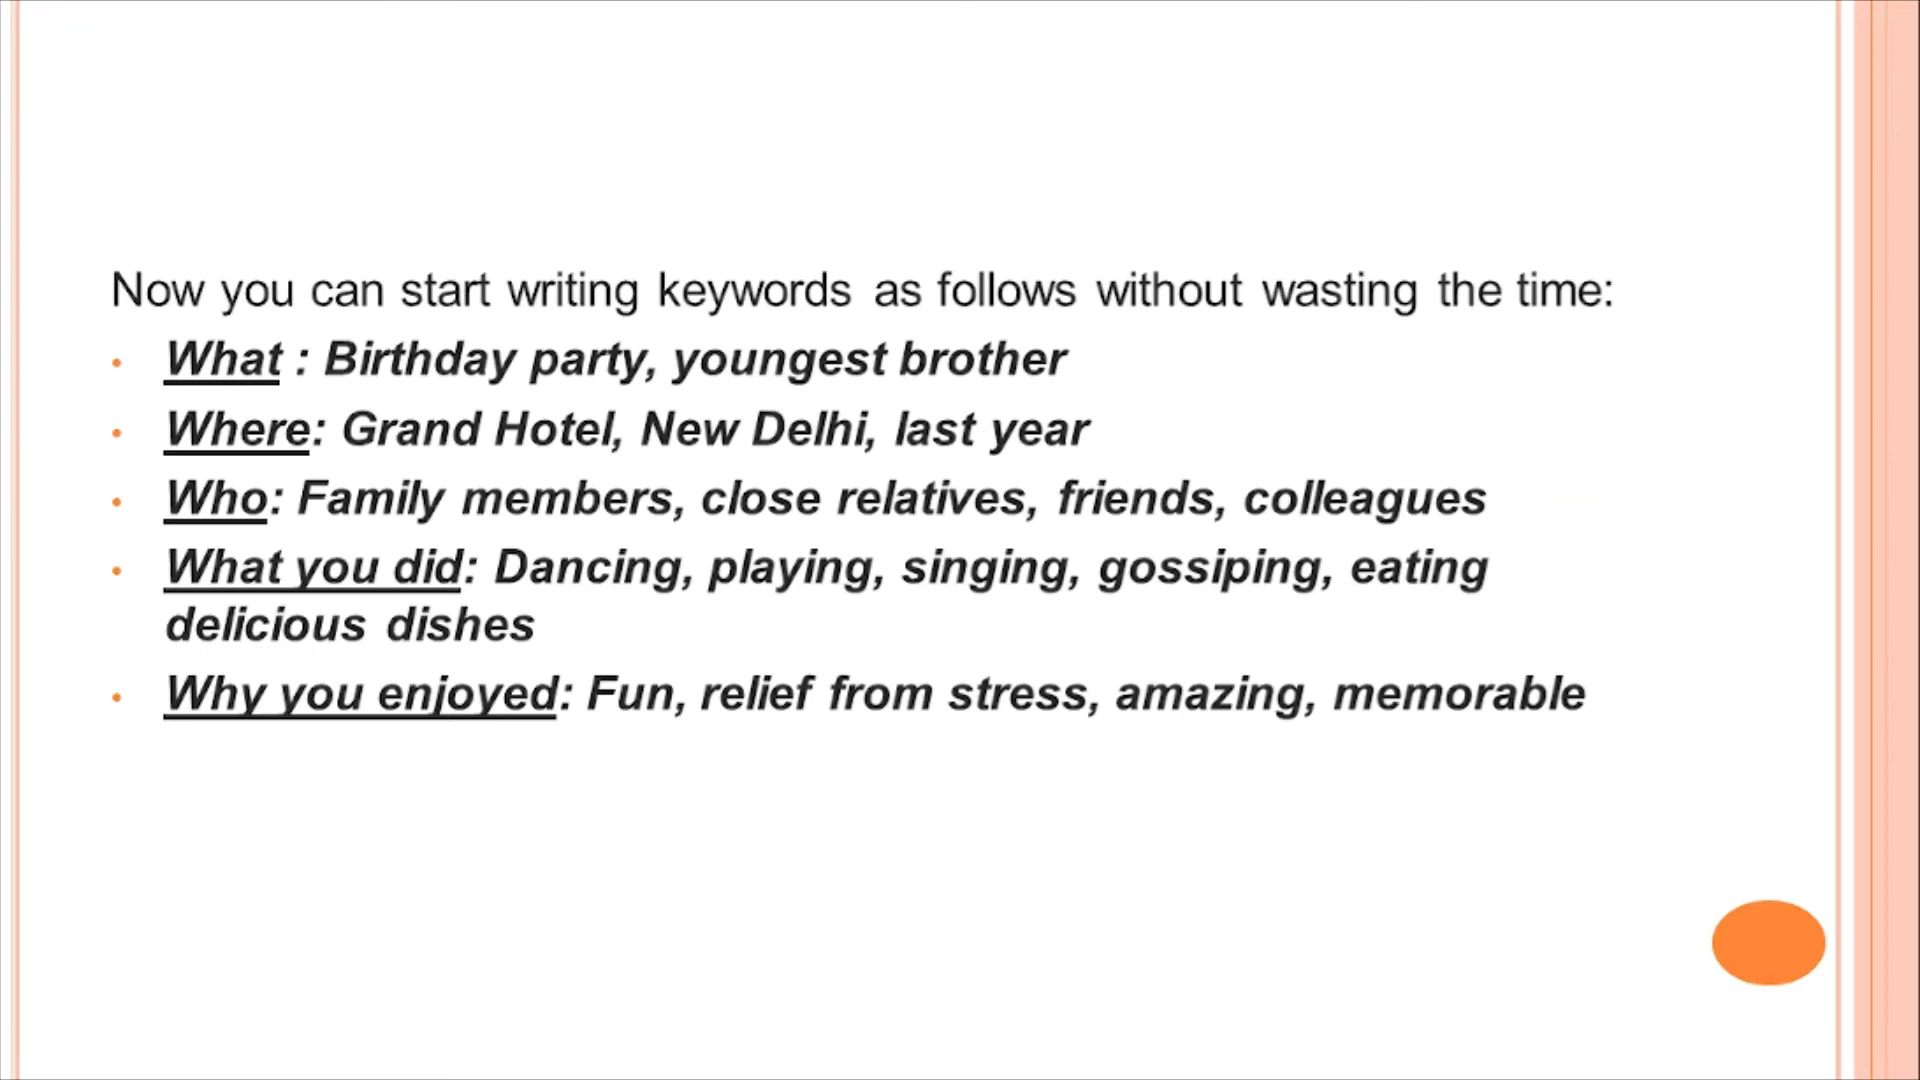 Now you can start writing keywords as follows without wasting the time:
• What : Birthday party, youngest brother
• Where: Grand Hotel, New Delhi, last year
• Who: Family members, close relatives, friends, colleagues
• What you did: Dancing, playing, singing, gossiping, eating
delicious dishes
• Why you enjoyed: Fun, relief from stress, amazing, memorable